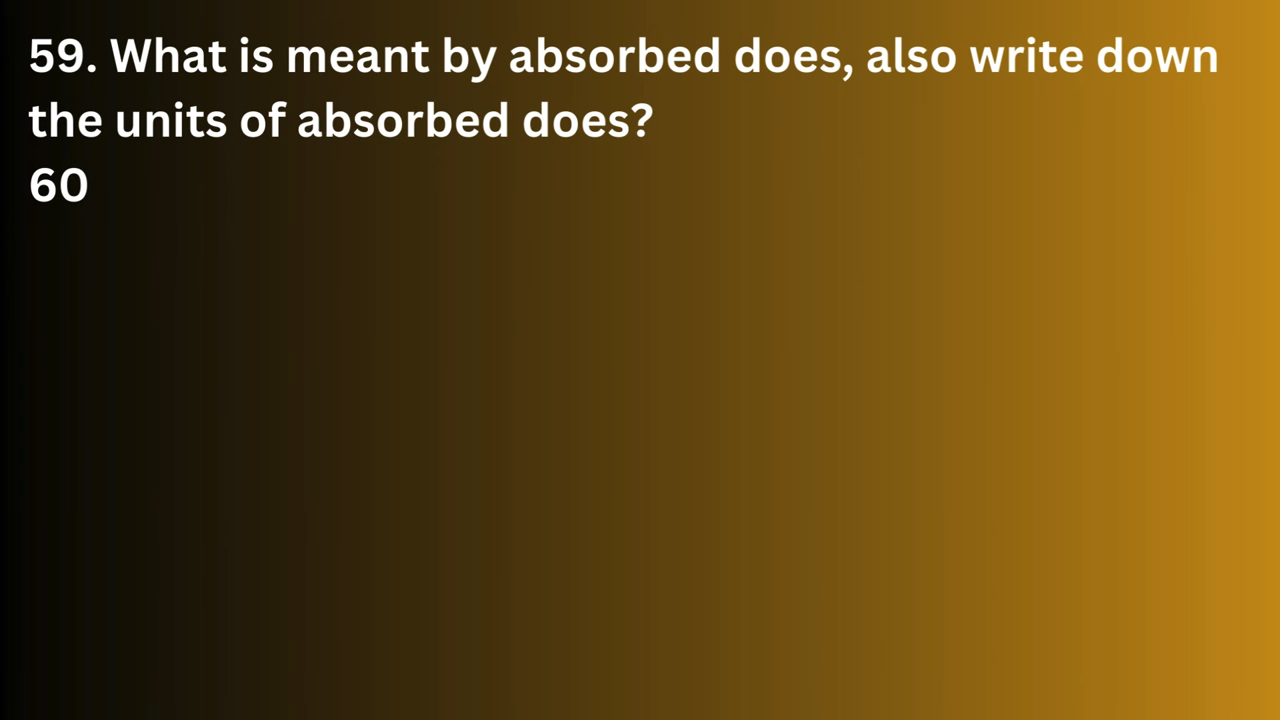 59. What is meant by absorbed does, also write down
the units of absorbed does?
60